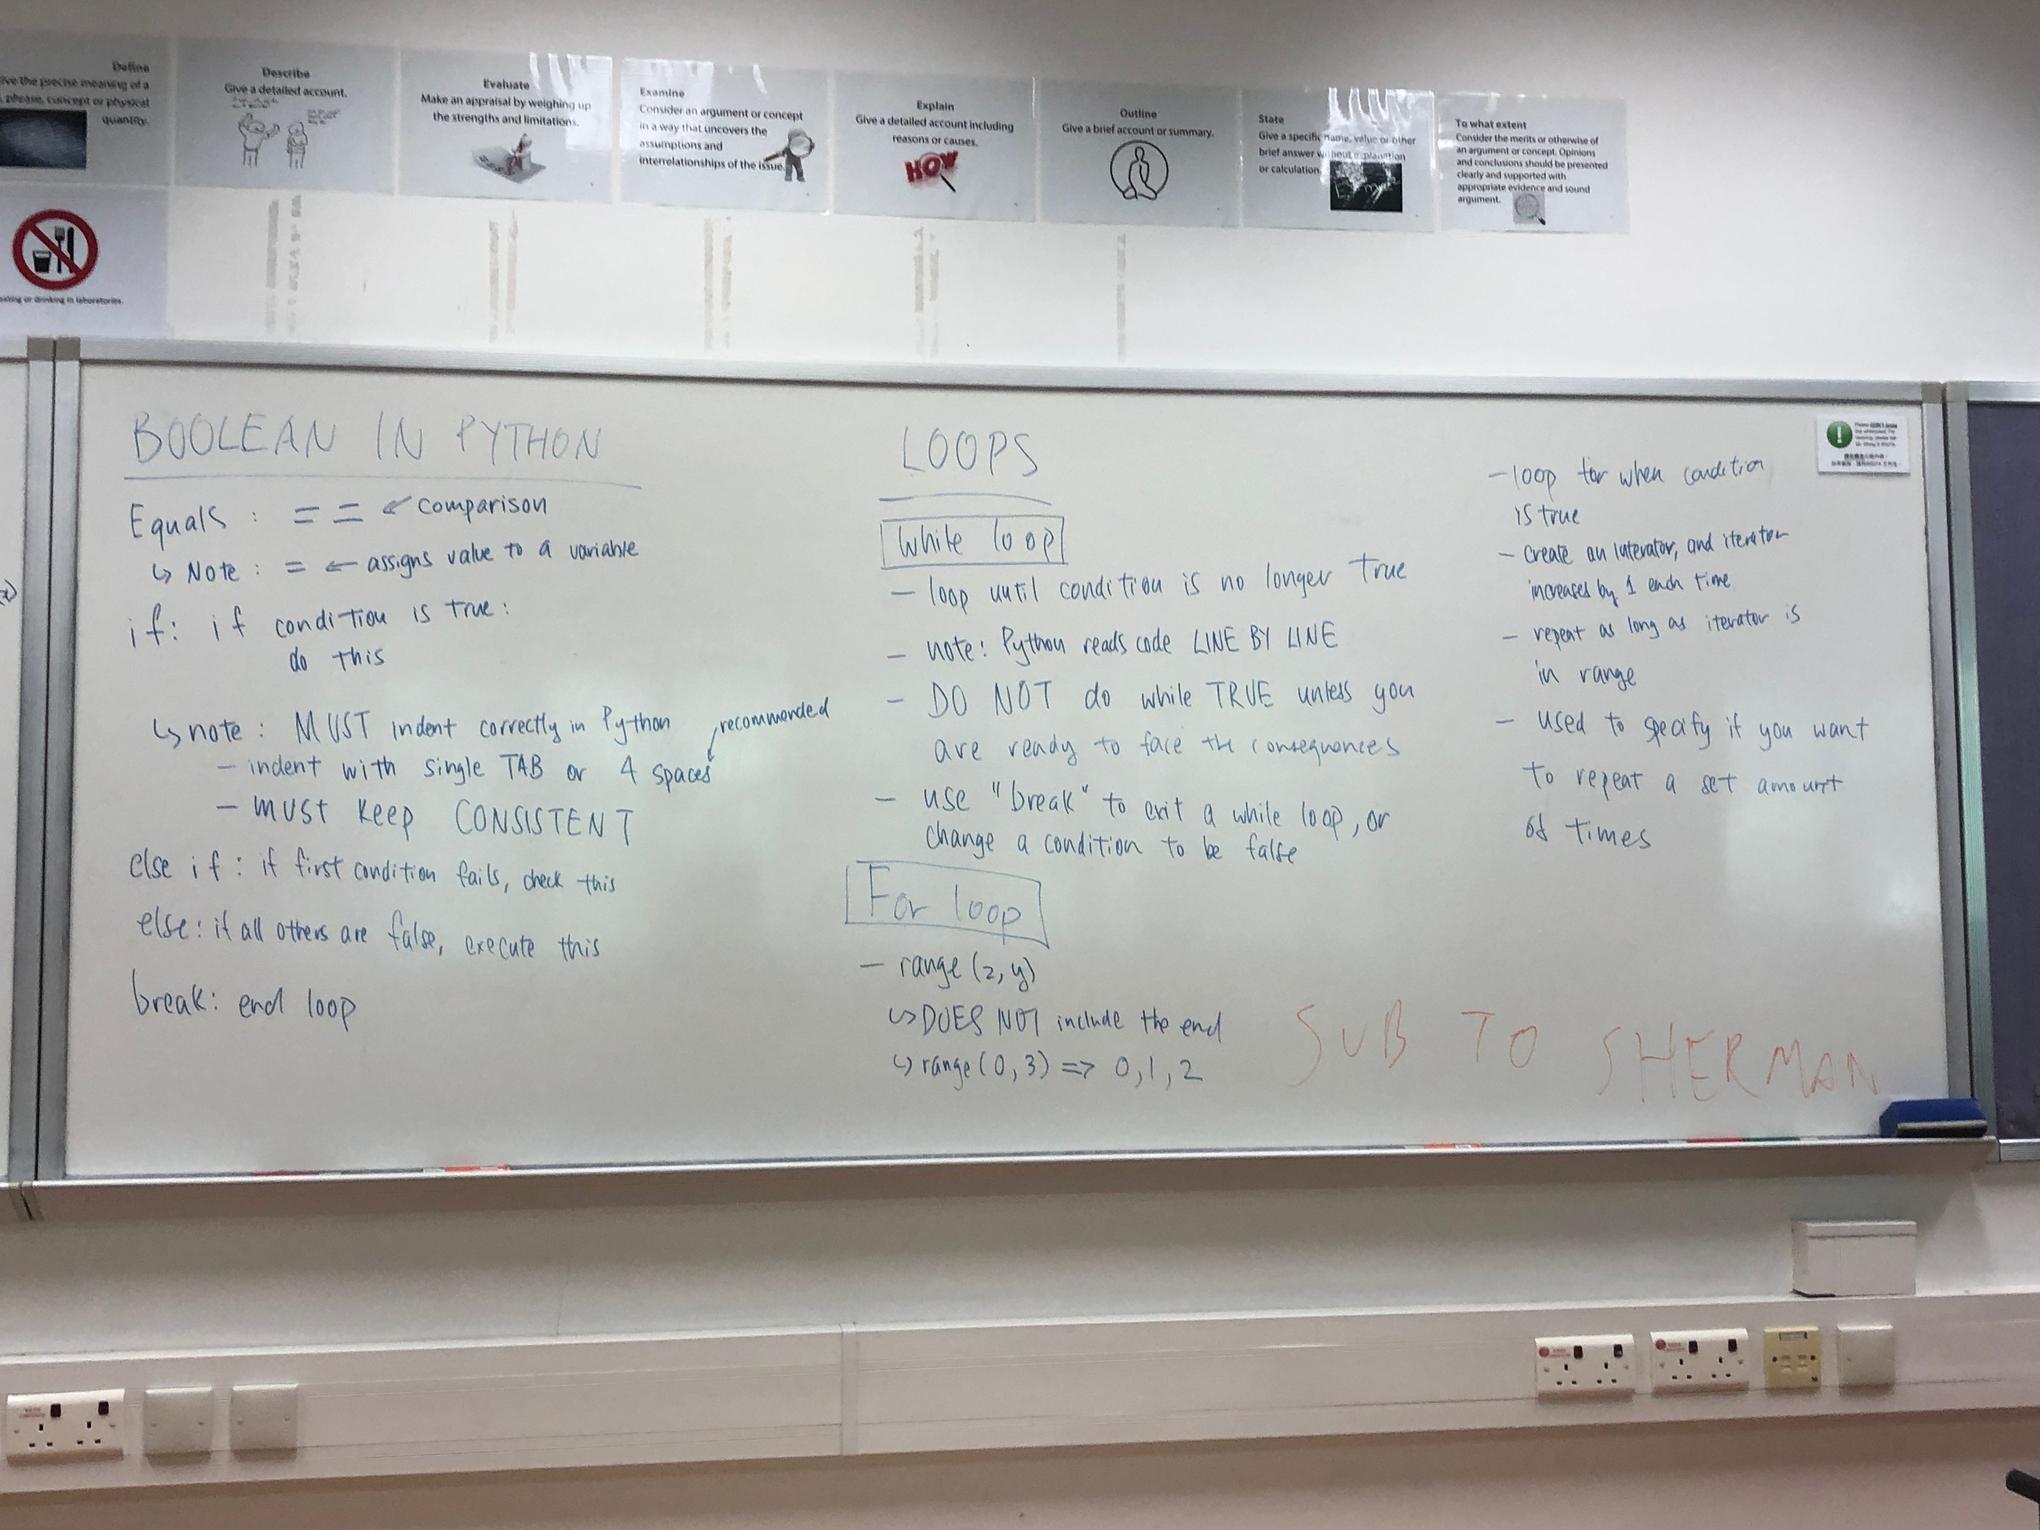 Define
ive the precise meaning of a
, phrase, concept or physical
quantity.
Describe
Give a detailed account.
Evaluate
Make an appraisal by weighing up
the strengths and limitations.
Examine
Consider an argument or concept
in a way that uncovers the
assumptions and
interrelationships of the issue.
Explain
Give a detailed account including
reasons or causes.
HOW
Outline
Give a brief account or summary.
State
Give a specific name, value or other
brief answer without explanation
or calculation.
To what extent
Consider the merits or otherwise of
an argument or concept. Opinions
and conclusions should be presented
clearly and supported with
appropriate evidence and sound
argument.
eating or drinking in laboratories.
BOOLEAN IN PYTHON
Equals : == ← comparison
↳ Note : = ← assigns value to a variable
if: if condition is true:
do this
↳ note : MUST indent correctly in Python
recommended
- indent with single TAB or 4 spaces
- MUST keep CONSISTENT
else if : if first condition fails, check this
else: if all others are false, execute this
break: end loop
LOOPS
While loop
- loop until condition is no longer true
- note: Python reads code LINE BY LINE
- DO NOT do while TRUE unless you
are ready to face the consequences
- use "break" to exit a while loop, or
change a condition to be false
For loop
- range (2, y)
↳ DOES NOT include the end
↳ range (0, 3) => 0, 1, 2
- loop for when condition
is true
- create an interator, and iterator
increases by 1 each time
- repeat as long as iterator is
in range
- used to specify if you want
to repeat a set amount
of times
SUB TO SHERMAN